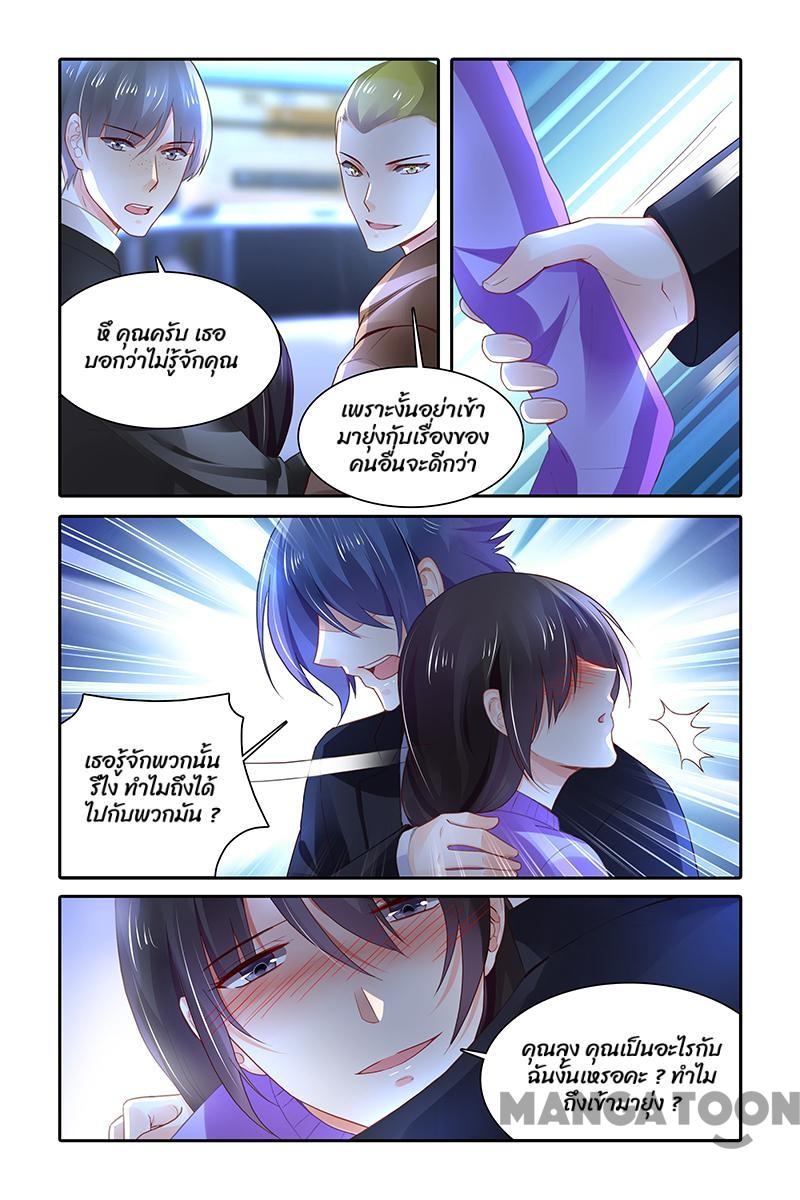 หึ คุณครับ เธอ
บอกว่าไม่รู้จักคุณ
เพราะงั้นอย่าเข้า
มายุ่งกับเรื่องของ
คนอื่นจะดีกว่า
เธอรู้จักพวกนั้น
รึไง ทำไมถึงได้
ไปกับพวกมัน ?
คุณลุง คุณเป็นอะไรกับ
ฉันงั้นเหรอคะ ? ทำไม
ถึงเข้ามายุ่ง ?
MANGATOON